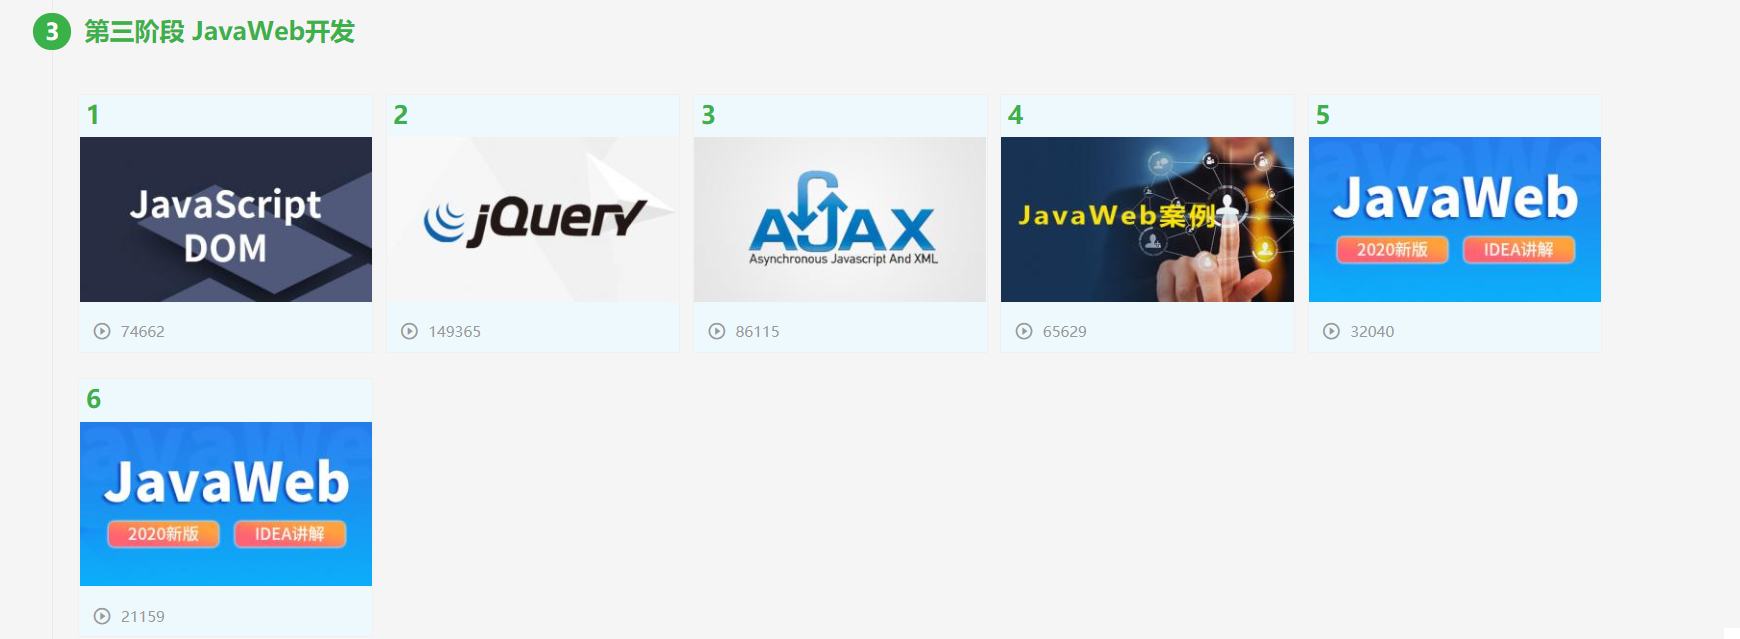 3 第三阶段 JavaWeb开发
1
JavaScript
DOM
74662
2
jQuery
149365
3
AJAX
Asynchronous Javascript And XML
86115
4
JavaWeb案例
65629
5
JavaWeb
2020新版 IDEA讲解
32040
6
JavaWeb
2020新版 IDEA讲解
21159